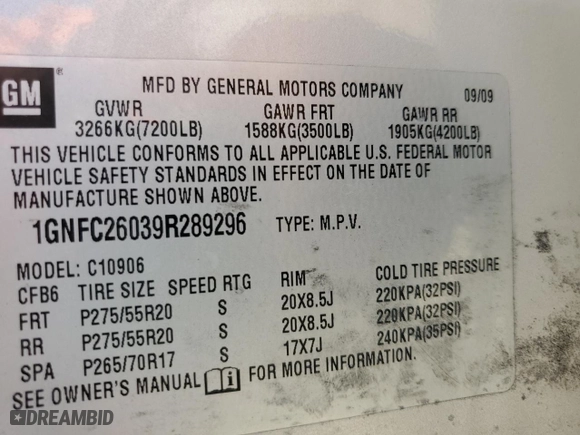 GM ®
MFD BY GENERAL MOTORS COMPANY 09/09
GVWR GAWR FRT GAWR RR
3266KG(7200LB) 1588KG(3500LB) 1905KG(4200LB)
THIS VEHICLE CONFORMS TO ALL APPLICABLE U.S. FEDERAL MOTOR
VEHICLE SAFETY STANDARDS IN EFFECT ON THE DATE OF
MANUFACTURE SHOWN ABOVE.
1GNFC26039R289296 TYPE: M.P.V.
MODEL: C10906
CFB6 TIRE SIZE SPEED RTG RIM COLD TIRE PRESSURE
FRT P275/55R20 S 20X8.5J 220KPA(32PSI)
RR P275/55R20 S 20X8.5J 220KPA(32PSI)
SPA P265/70R17 S 17X7J 240KPA(35PSI)
SEE OWNER'S MANUAL i FOR MORE INFORMATION.
DREAMBID